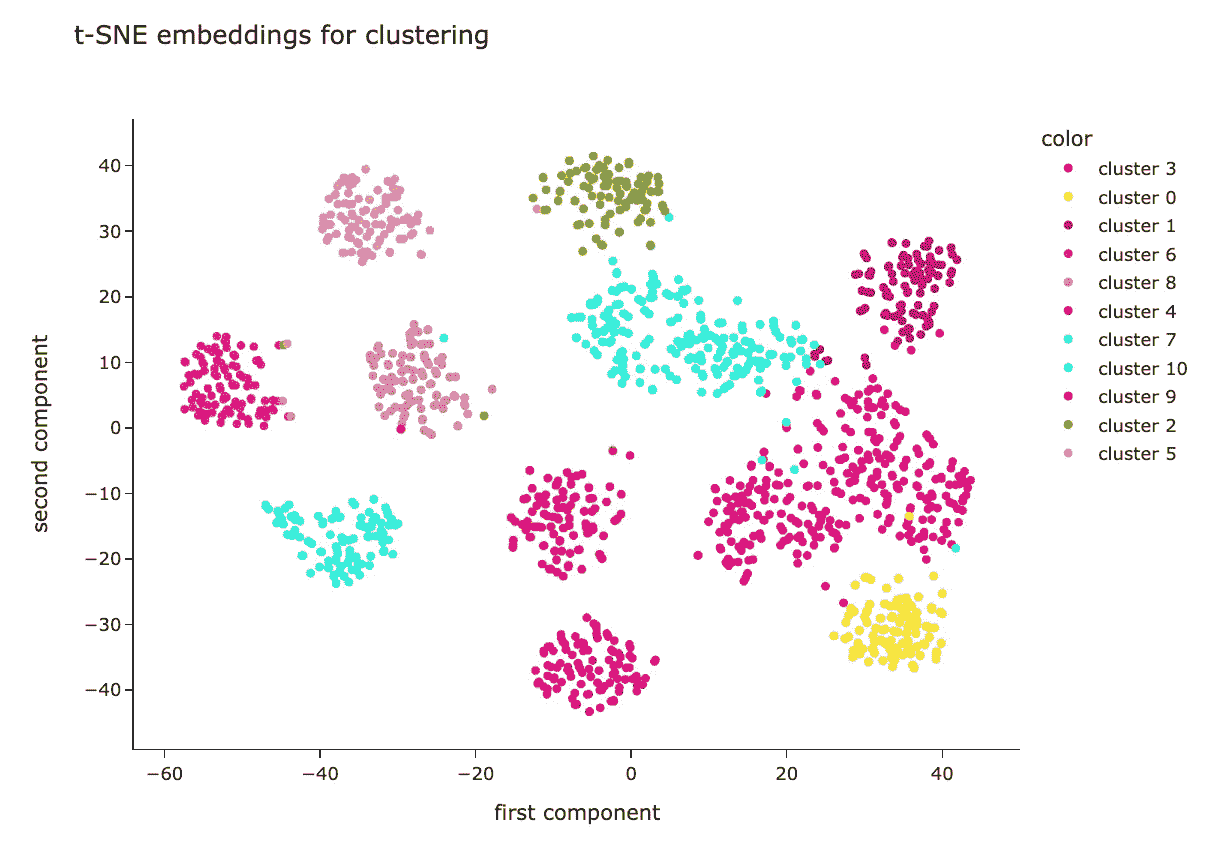 t-SNE embeddings for clustering
color
cluster 3
cluster 0
cluster 1
cluster 6
cluster 8
cluster 4
cluster 7
cluster 10
cluster 9
cluster 2
cluster 5
second component
40
30
20
10
0
−10
−20
−30
−40
−60 −40 −20 0 20 40
first component